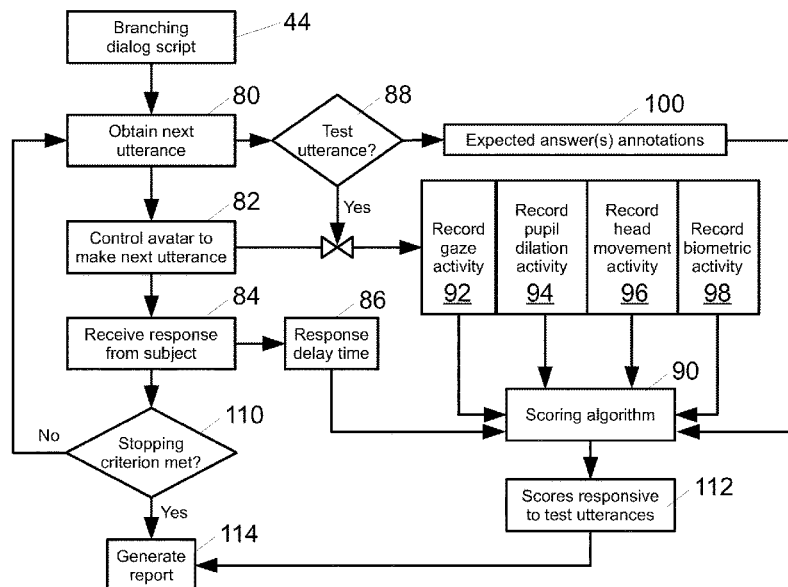 Branching
dialog script
44
Obtain next
utterance
80
Test
utterance?
88
Expected answer(s) annotations
100
Yes
Control avatar to
make next utterance
82
Record
gaze
activity
92
Record
pupil
dilation
activity
94
Record
head
movement
activity
96
Record
biometric
activity
98
Receive response
from subject
84
Response
delay time
86
Scoring algorithm
90
No
Stopping
criterion met?
110
Yes
Scores responsive
to test utterances
112
Generate
report
114